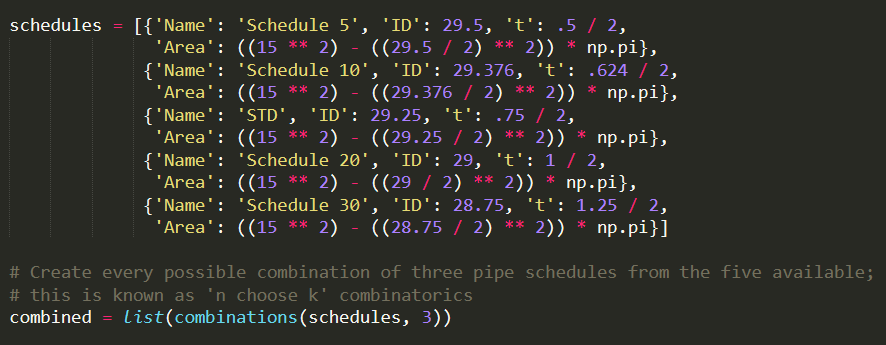 schedules = [{'Name': 'Schedule 5', 'ID': 29.5, 't': .5 / 2,
'Area': ((15 ** 2) - ((29.5 / 2) ** 2)) * np.pi},
{'Name': 'Schedule 10', 'ID': 29.376, 't': .624 / 2,
'Area': ((15 ** 2) - ((29.376 / 2) ** 2)) * np.pi},
{'Name': 'STD', 'ID': 29.25, 't': .75 / 2,
'Area': ((15 ** 2) - ((29.25 / 2) ** 2)) * np.pi},
{'Name': 'Schedule 20', 'ID': 29, 't': 1 / 2,
'Area': ((15 ** 2) - ((29 / 2) ** 2)) * np.pi},
{'Name': 'Schedule 30', 'ID': 28.75, 't': 1.25 / 2,
'Area': ((15 ** 2) - ((28.75 / 2) ** 2)) * np.pi}]
# Create every possible combination of three pipe schedules from the five available;
# this is known as 'n choose k' combinatorics
combined = list(combinations(schedules, 3))